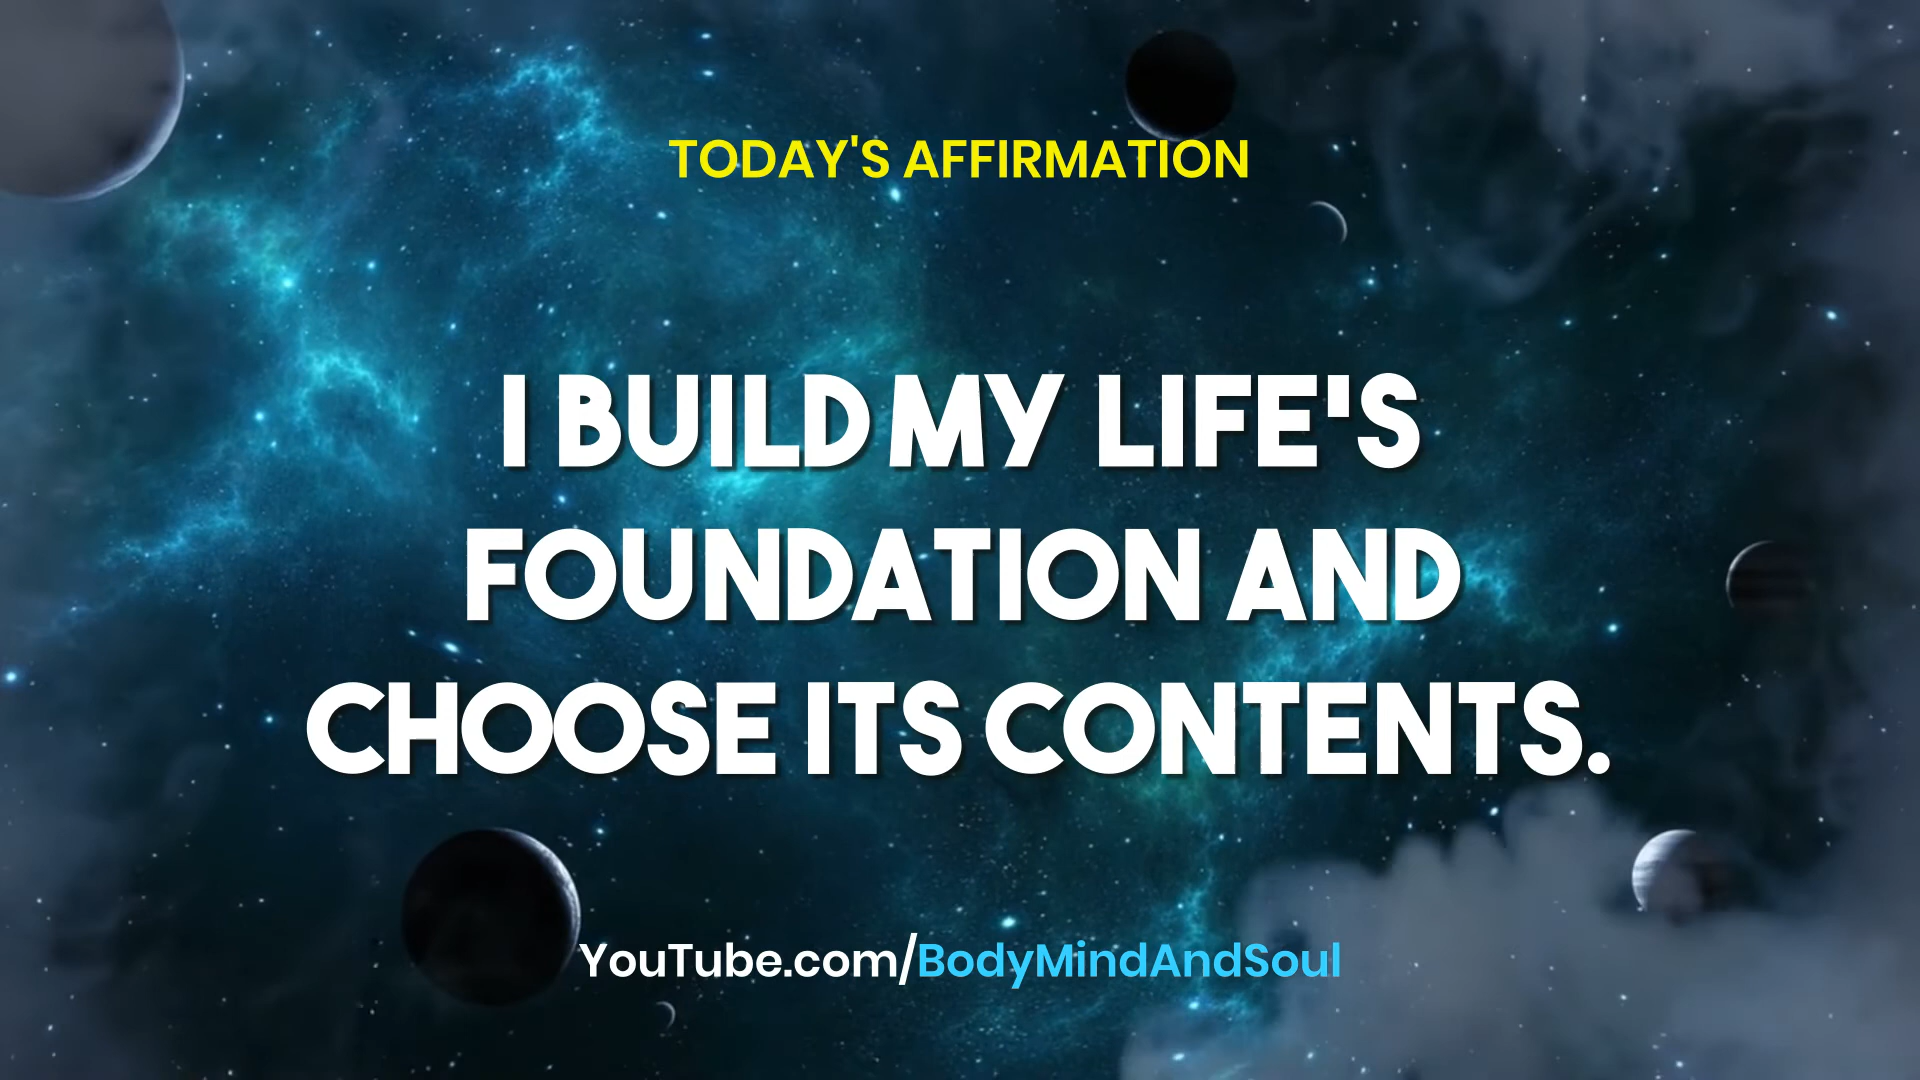 TODAY'S AFFIRMATION
I BUILD MY LIFE'S
FOUNDATION AND
CHOOSE ITS CONTENTS.
YouTube.com/BodyMindAndSoul